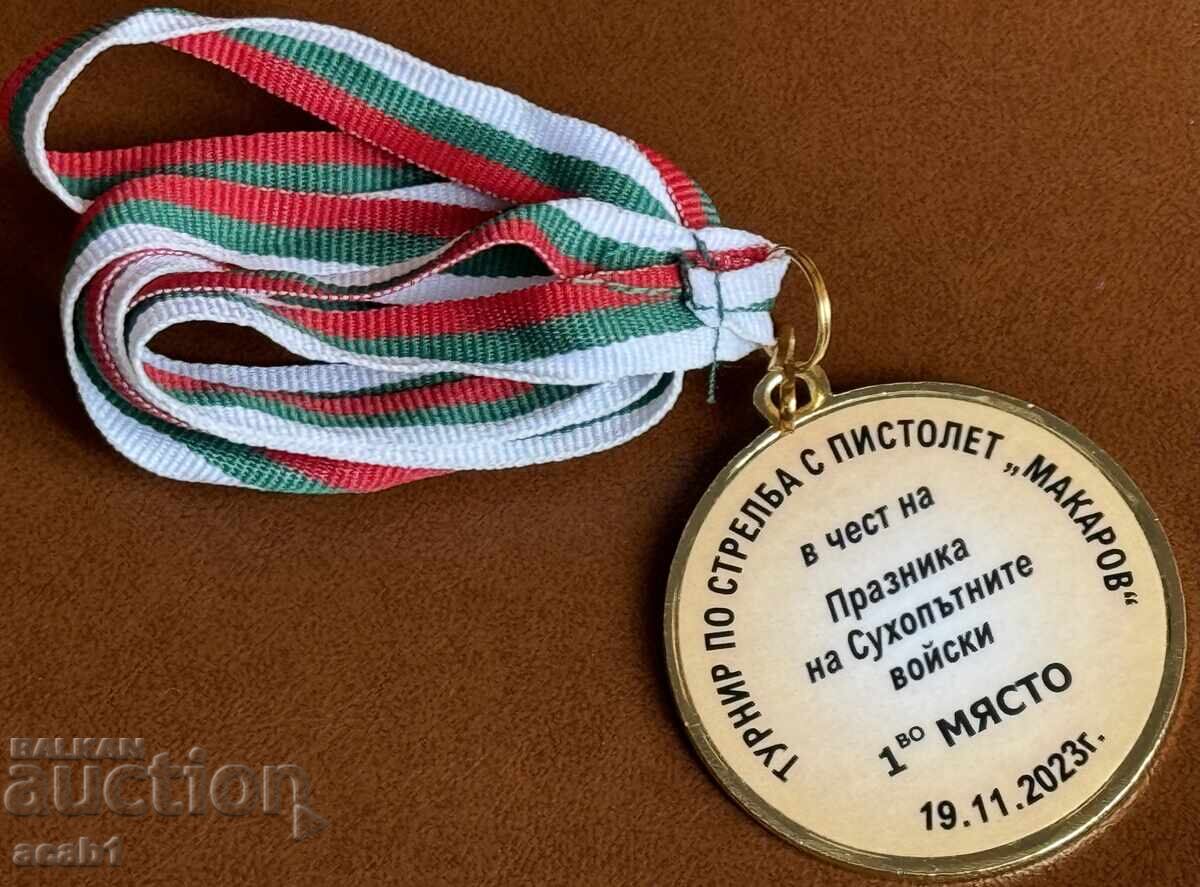 ТУРНИР ПО СТРЕЛБА С ПИСТОЛЕТ „МАКАРОВ“
в чест на
Празника
на Сухопътните
войски
1ВО МЯСТО
19.11.2023г.
BALKAN
auction
acab1